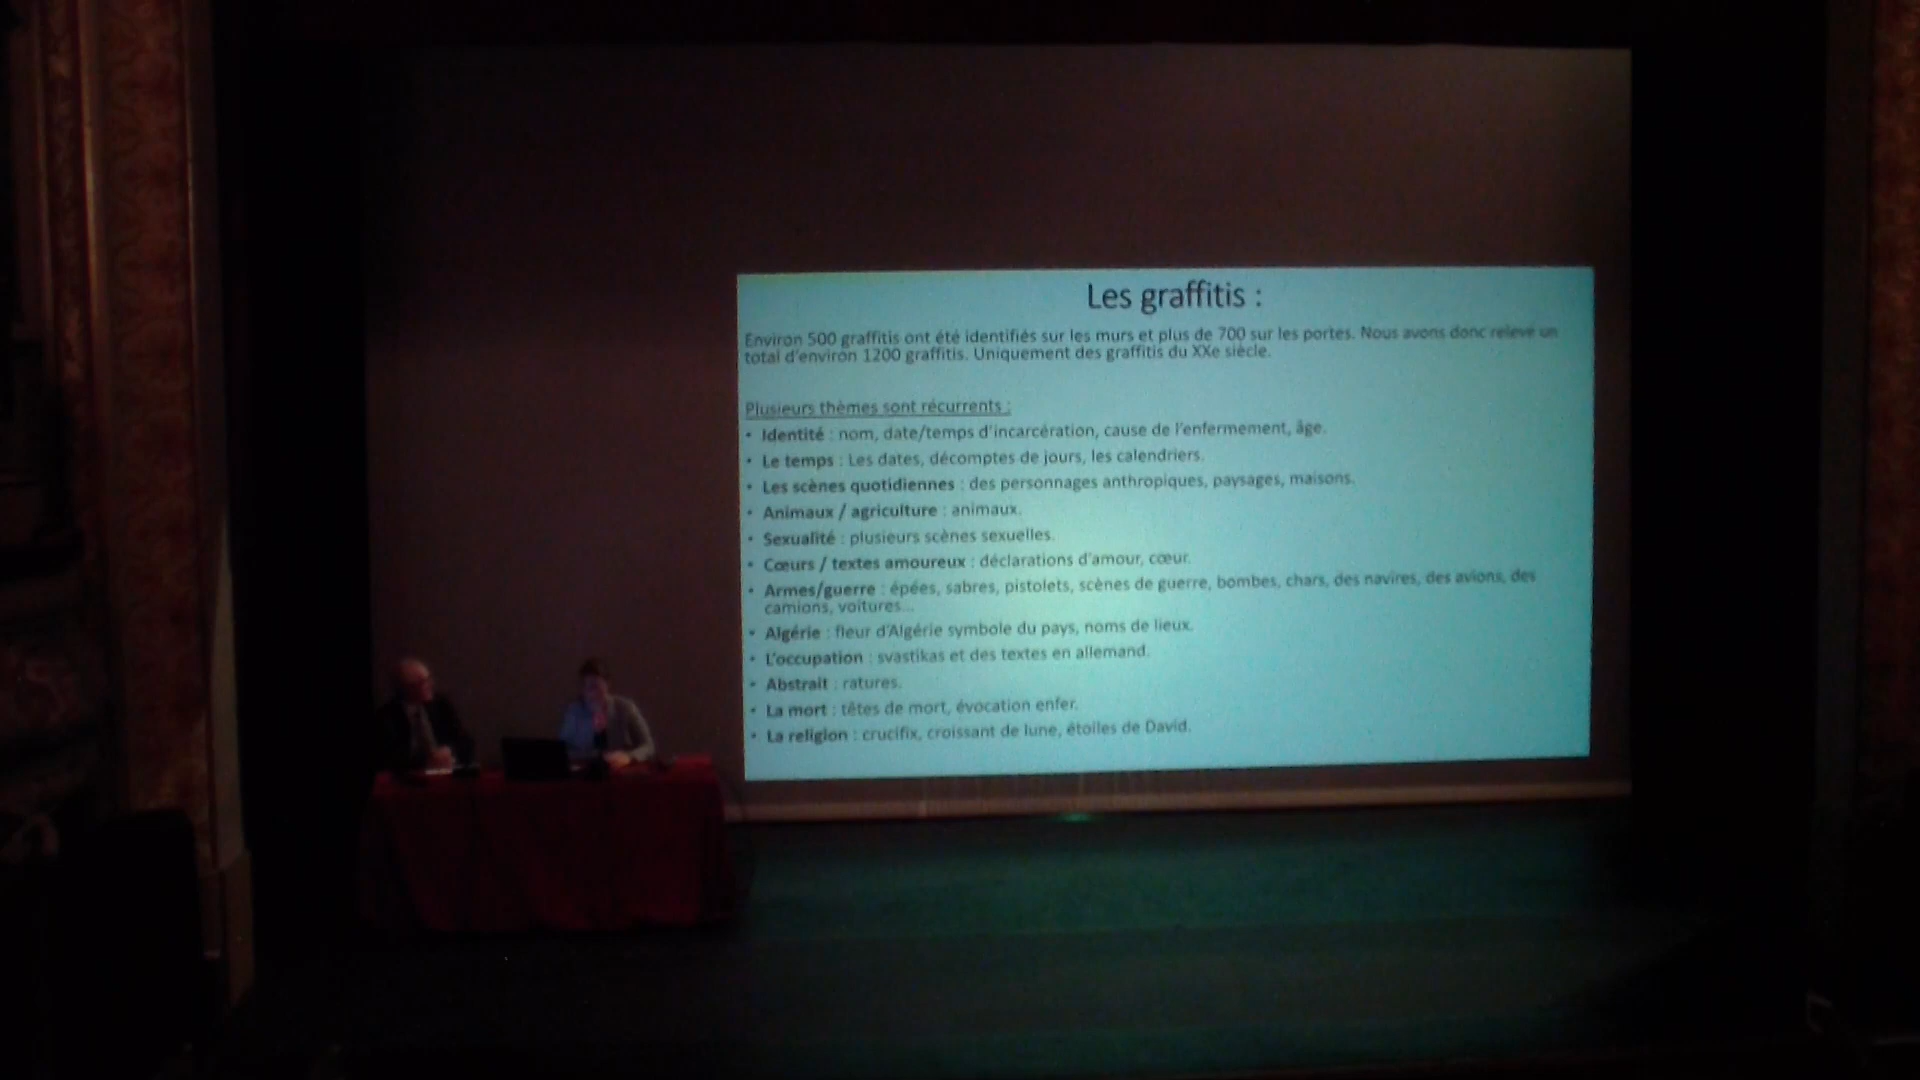 Les graffitis :
Environ 500 graffitis ont été identifiés sur les murs et plus de 700 sur les portes. Nous avons donc relevé un
total d'environ 1200 graffitis. Uniquement des graffitis du XXe siècle.
Plusieurs thèmes sont récurrents :
• Identité : nom, date/temps d'incarcération, cause de l'enfermement, âge.
• Le temps : Les dates, décomptes de jours, les calendriers.
• Les scènes quotidiennes : des personnages anthropiques, paysages, maisons.
• Animaux / agriculture : animaux.
• Sexualité : plusieurs scènes sexuelles.
• Cœurs / textes amoureux : déclarations d'amour, cœur.
• Armes/guerre : épées, sabres, pistolets, scènes de guerre, bombes, chars, des navires, des avions, des
camions, voitures...
• Algérie : fleur d'Algérie symbole du pays, noms de lieux.
• L'occupation : svastikas et des textes en allemand.
• Abstrait : ratures.
• La mort : têtes de mort, évocation enfer.
• La religion : crucifix, croissant de lune, étoiles de David.